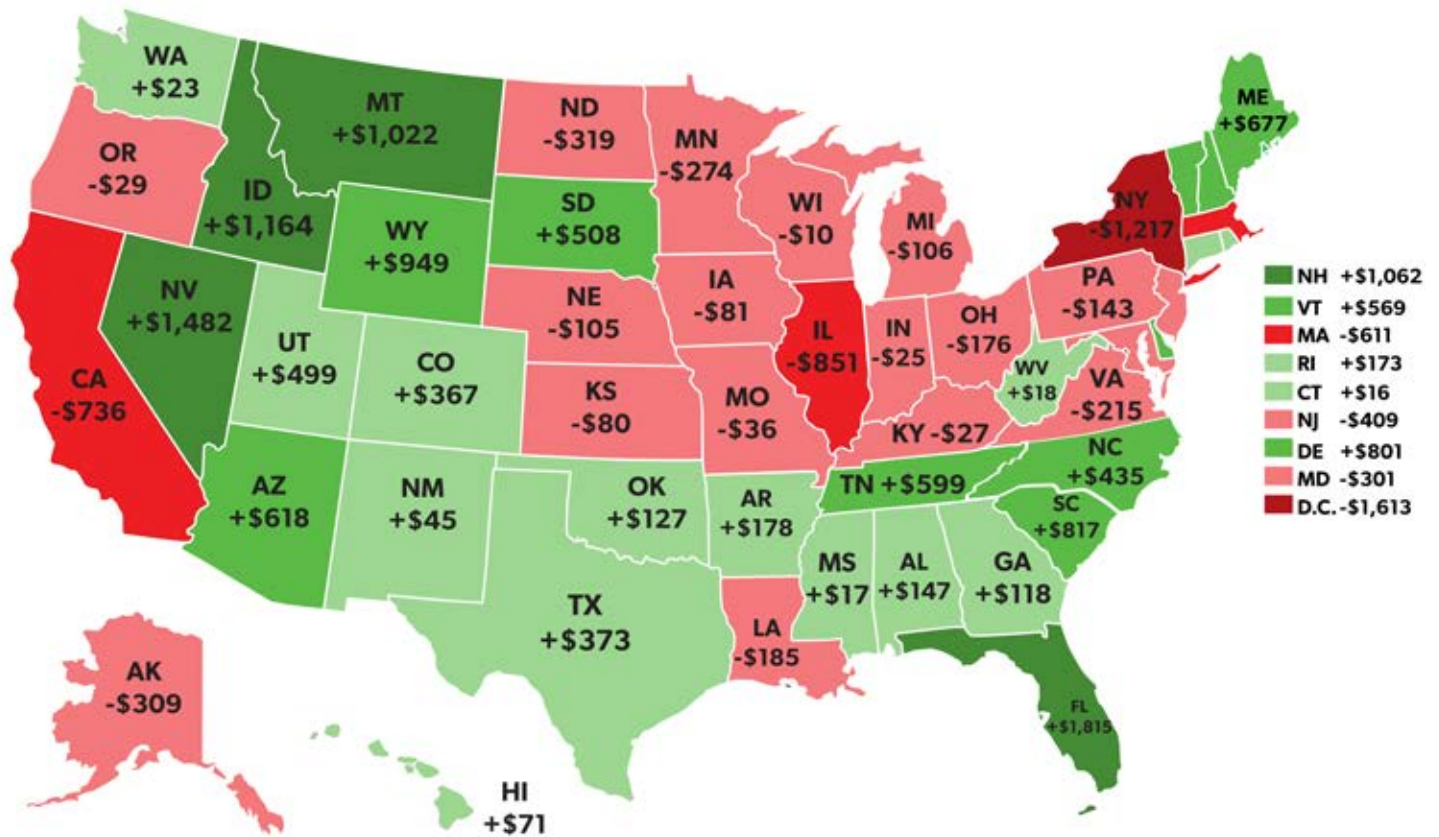 WA
+$23
MT
+$1,022
ND
-$319
MN
-$274
ME
+$677
OR
-$29
ID
+$1,164
SD
+$508
WI
-$10
MI
-$106
NY
-$1,217
WY
+$949
NV
+$1,482
NE
-$105
IA
-$81
PA
-$143
IL
-$851
IN
-$25
OH
-$176
UT
+$499
CO
+$367
CA
-$736
KS
-$80
MO
-$36
WV
+$18
VA
-$215
KY -$27
NC
+$435
TN +$599
AZ
+$618
NM
+$45
OK
+$127
AR
+$178
SC
+$817
MS
+$17
AL
+$147
GA
+$118
TX
+$373
LA
-$185
FL
+$1,815
AK
-$309
HI
+$71
NH +$1,062
VT +$569
MA -$611
RI +$173
CT +$16
NJ -$409
DE +$801
MD -$301
D.C. -$1,613